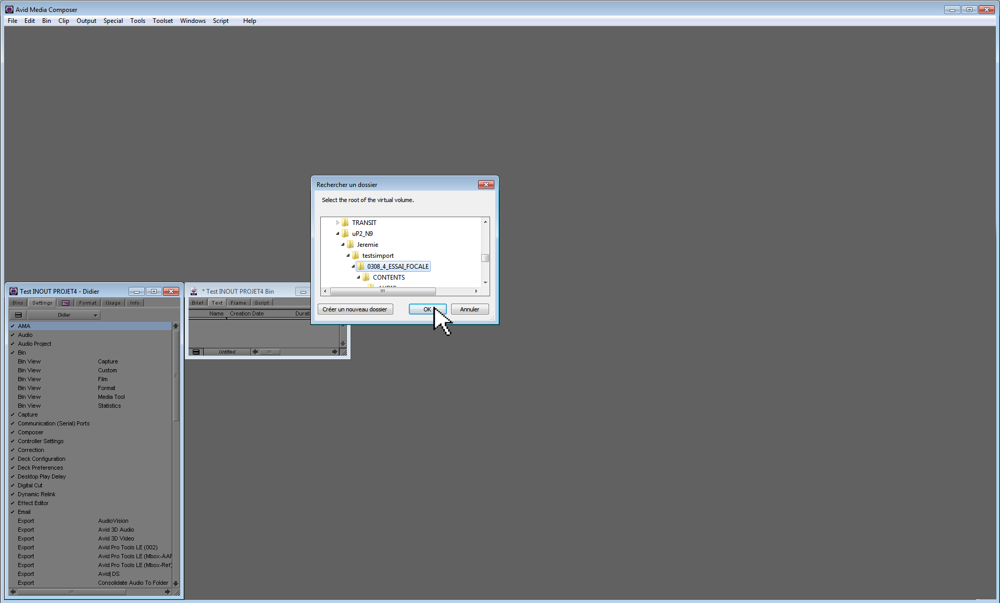 Avid Media Composer
File Edit Bin Clip Output Special Tools Toolset Windows Script Help
Rechercher un dossier
Select the root of the virtual volume.
TRANSIT
uP2_N9
Jeremie
testsimport
0308_4_ESSAI_FOCALE
CONTENTS
Créer un nouveau dossier OK Annuler
Test INOUT PROJET4 - Didier
Bins Settings Format Usage Info
Didier
AMA
Audio
Audio Project
Bin
Bin View Capture
Bin View Custom
Bin View Film
Bin View Format
Bin View Media Tool
Bin View Statistics
Capture
Communication (Serial) Ports
Composer
Controller Settings
Correction
Deck Configuration
Deck Preferences
Desktop Play Delay
Digital Cut
Dynamic Relink
Effect Editor
Email
Export AudioVision
Export Avid 3D Audio
Export Avid 3D Video
Export Avid Pro Tools LE (002)
Export Avid Pro Tools LE (Mbox-AAF
Export Avid Pro Tools LE (Mbox-Ref)
Export Avid|DS
Export Consolidate Audio To Folder
* Test INOUT PROJET4 Bin
Brief Text Frame Script
Name Creation Date Durati
Untitled